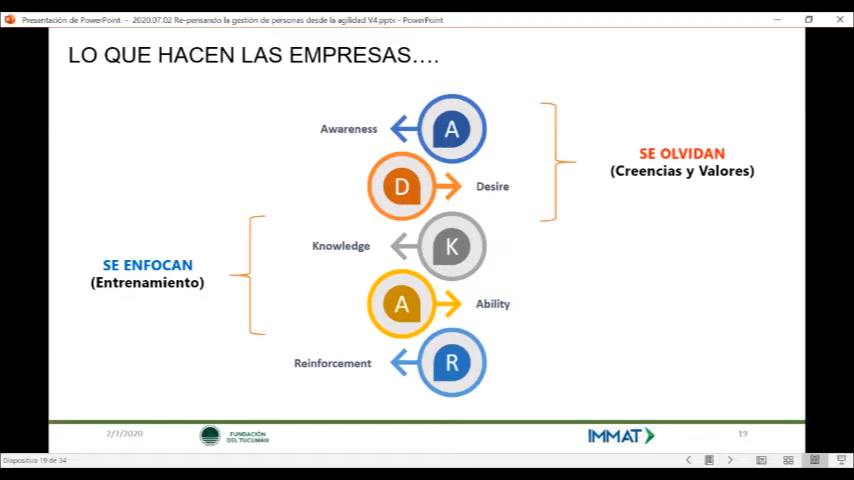 Presentación de PowerPoint - 2020.07.02 Re-pensando la gestión de personas desde la agilidad V4.pptx - PowerPoint
LO QUE HACEN LAS EMPRESAS....
Awareness
A
SE OLVIDAN
(Creencias y Valores)
D
Desire
Knowledge
K
SE ENFOCAN
(Entrenamiento)
A
Ability
Reinforcement
R
2/7/2020
FUNDACIÓN
DEL TUCUMÁN
IMMAT
19
Diapositiva 19 de 34